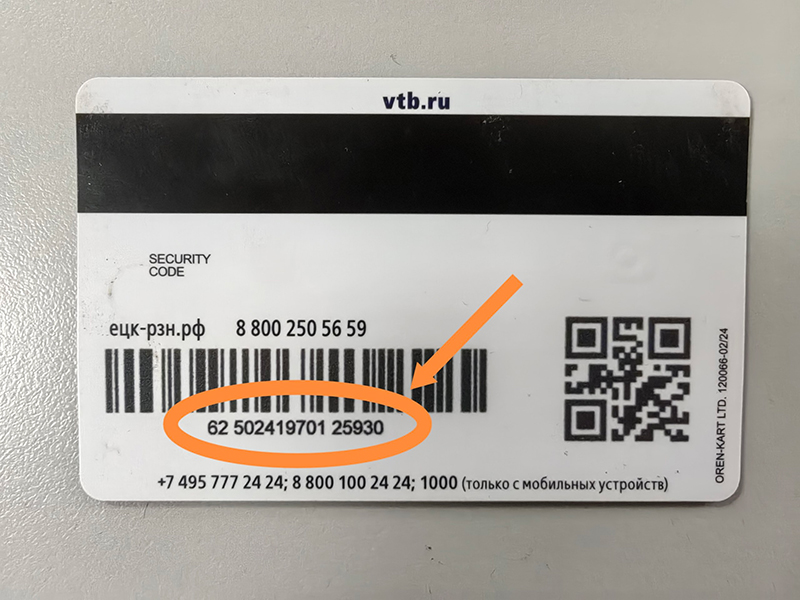 vtb.ru
SECURITY
CODE
ецк-рзн.рф 8 800 250 56 59
62 502419701 25930
+7 495 777 24 24; 8 800 100 24 24; 1000 (только с мобильных устройств)
OREN-KART LTD. 120066-02/24